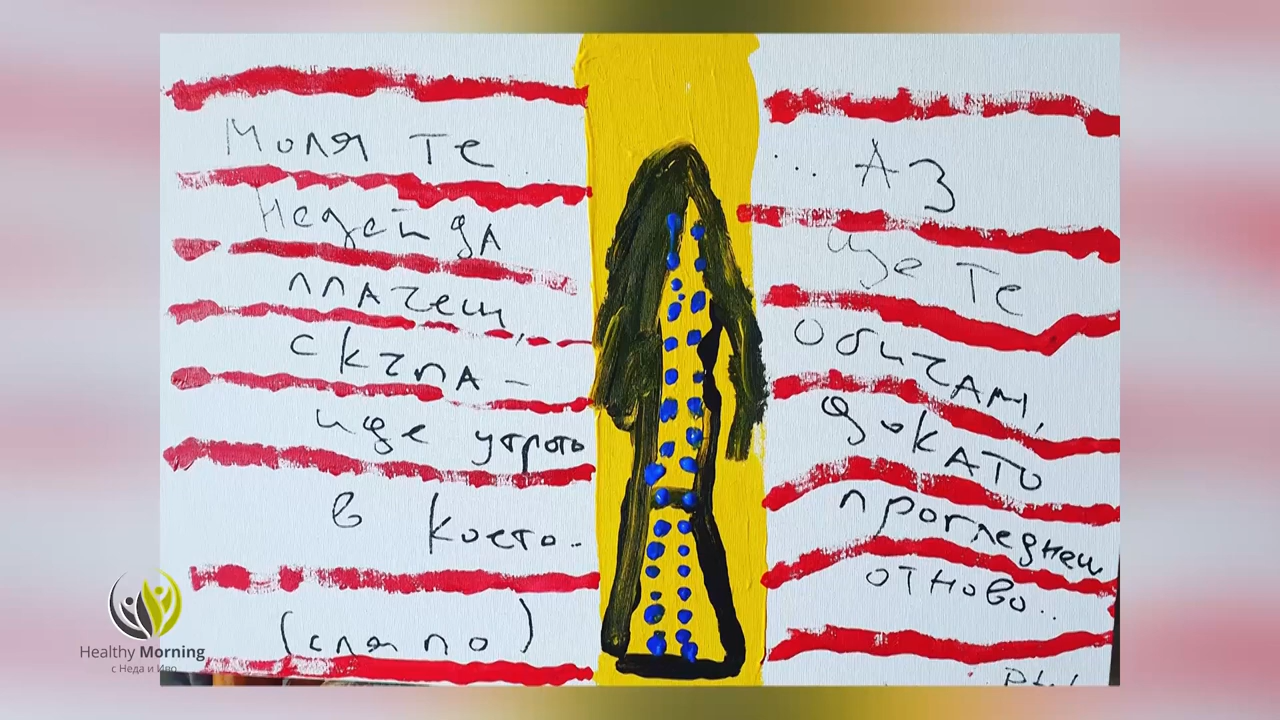 Моля те
недей да
плачеш,
скъпа –
иде утрото
в което..
(сляпо)
.. Аз
ще те
обичам,
докато
прогледнеш
отново.
Healthy Morning
с Неда и Иво